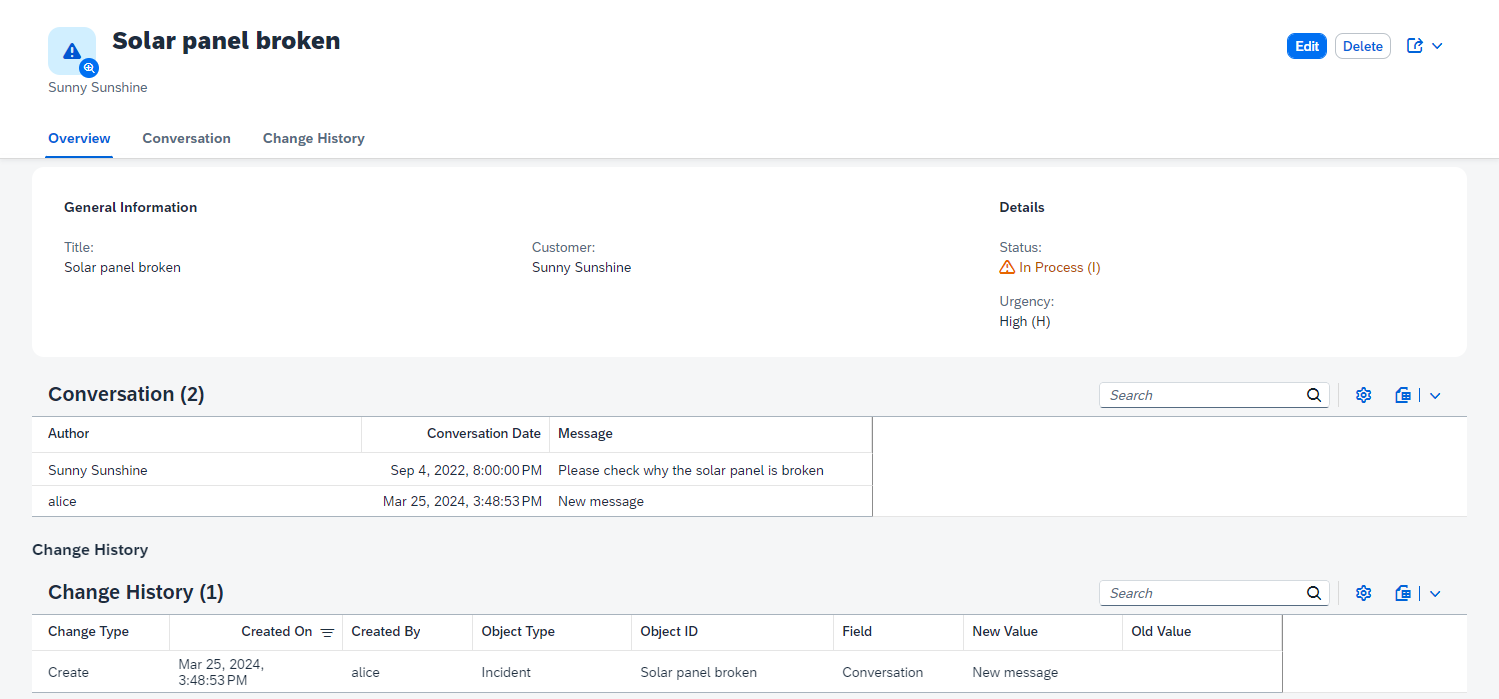 Solar panel broken
Edit Delete
Sunny Sunshine
Overview Conversation Change History
General Information Details
Title: Customer: Status:
Solar panel broken Sunny Sunshine In Process (I)
Urgency:
High (H)
Conversation (2) Search
Author Conversation Date Message
Sunny Sunshine Sep 4, 2022, 8:00:00 PM Please check why the solar panel is broken
alice Mar 25, 2024, 3:48:53 PM New message
Change History
Change History (1) Search
Change Type Created On Created By Object Type Object ID Field New Value Old Value
Create Mar 25, 2024, 3:48:53 PM alice Incident Solar panel broken Conversation New message